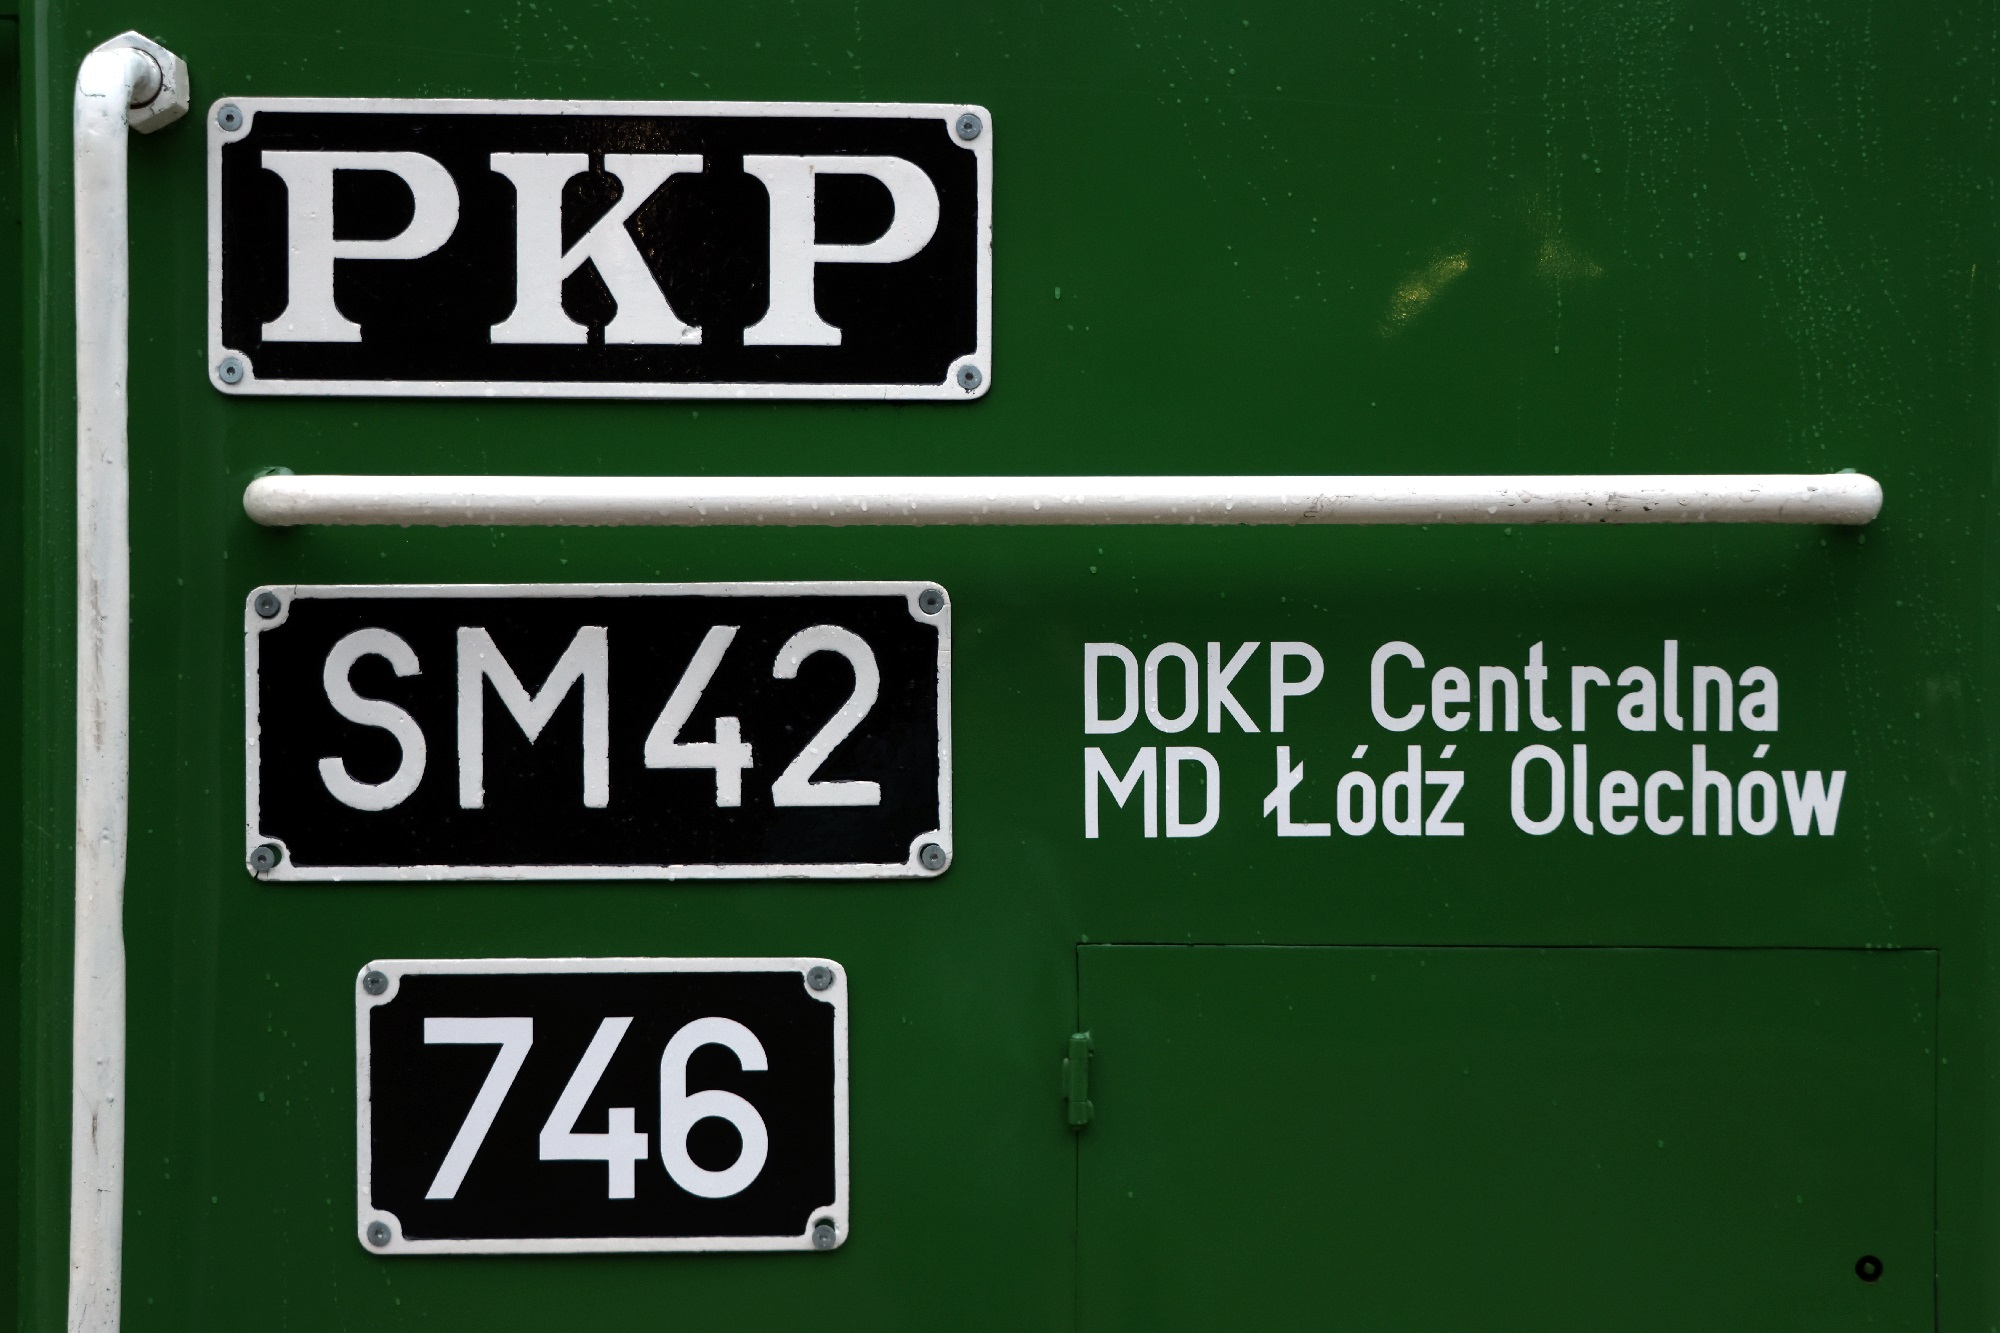 PKP
SM42
DOKP Centralna
MD Łódź Olechów
746